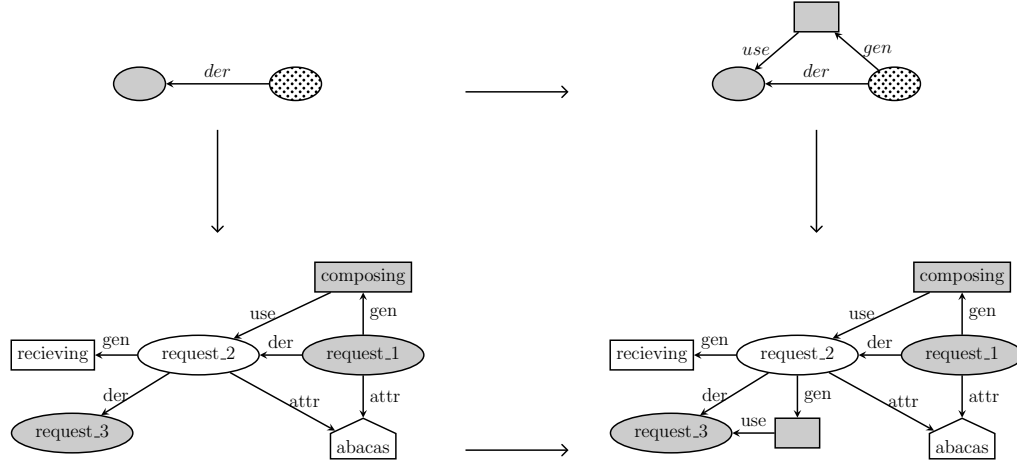 use gen
der der
composing composing
use gen use gen
recieving gen request_2 der request_1 recieving gen request_2 der request_1
der attr attr der gen attr attr
request_3 abacas request_3 use abacas